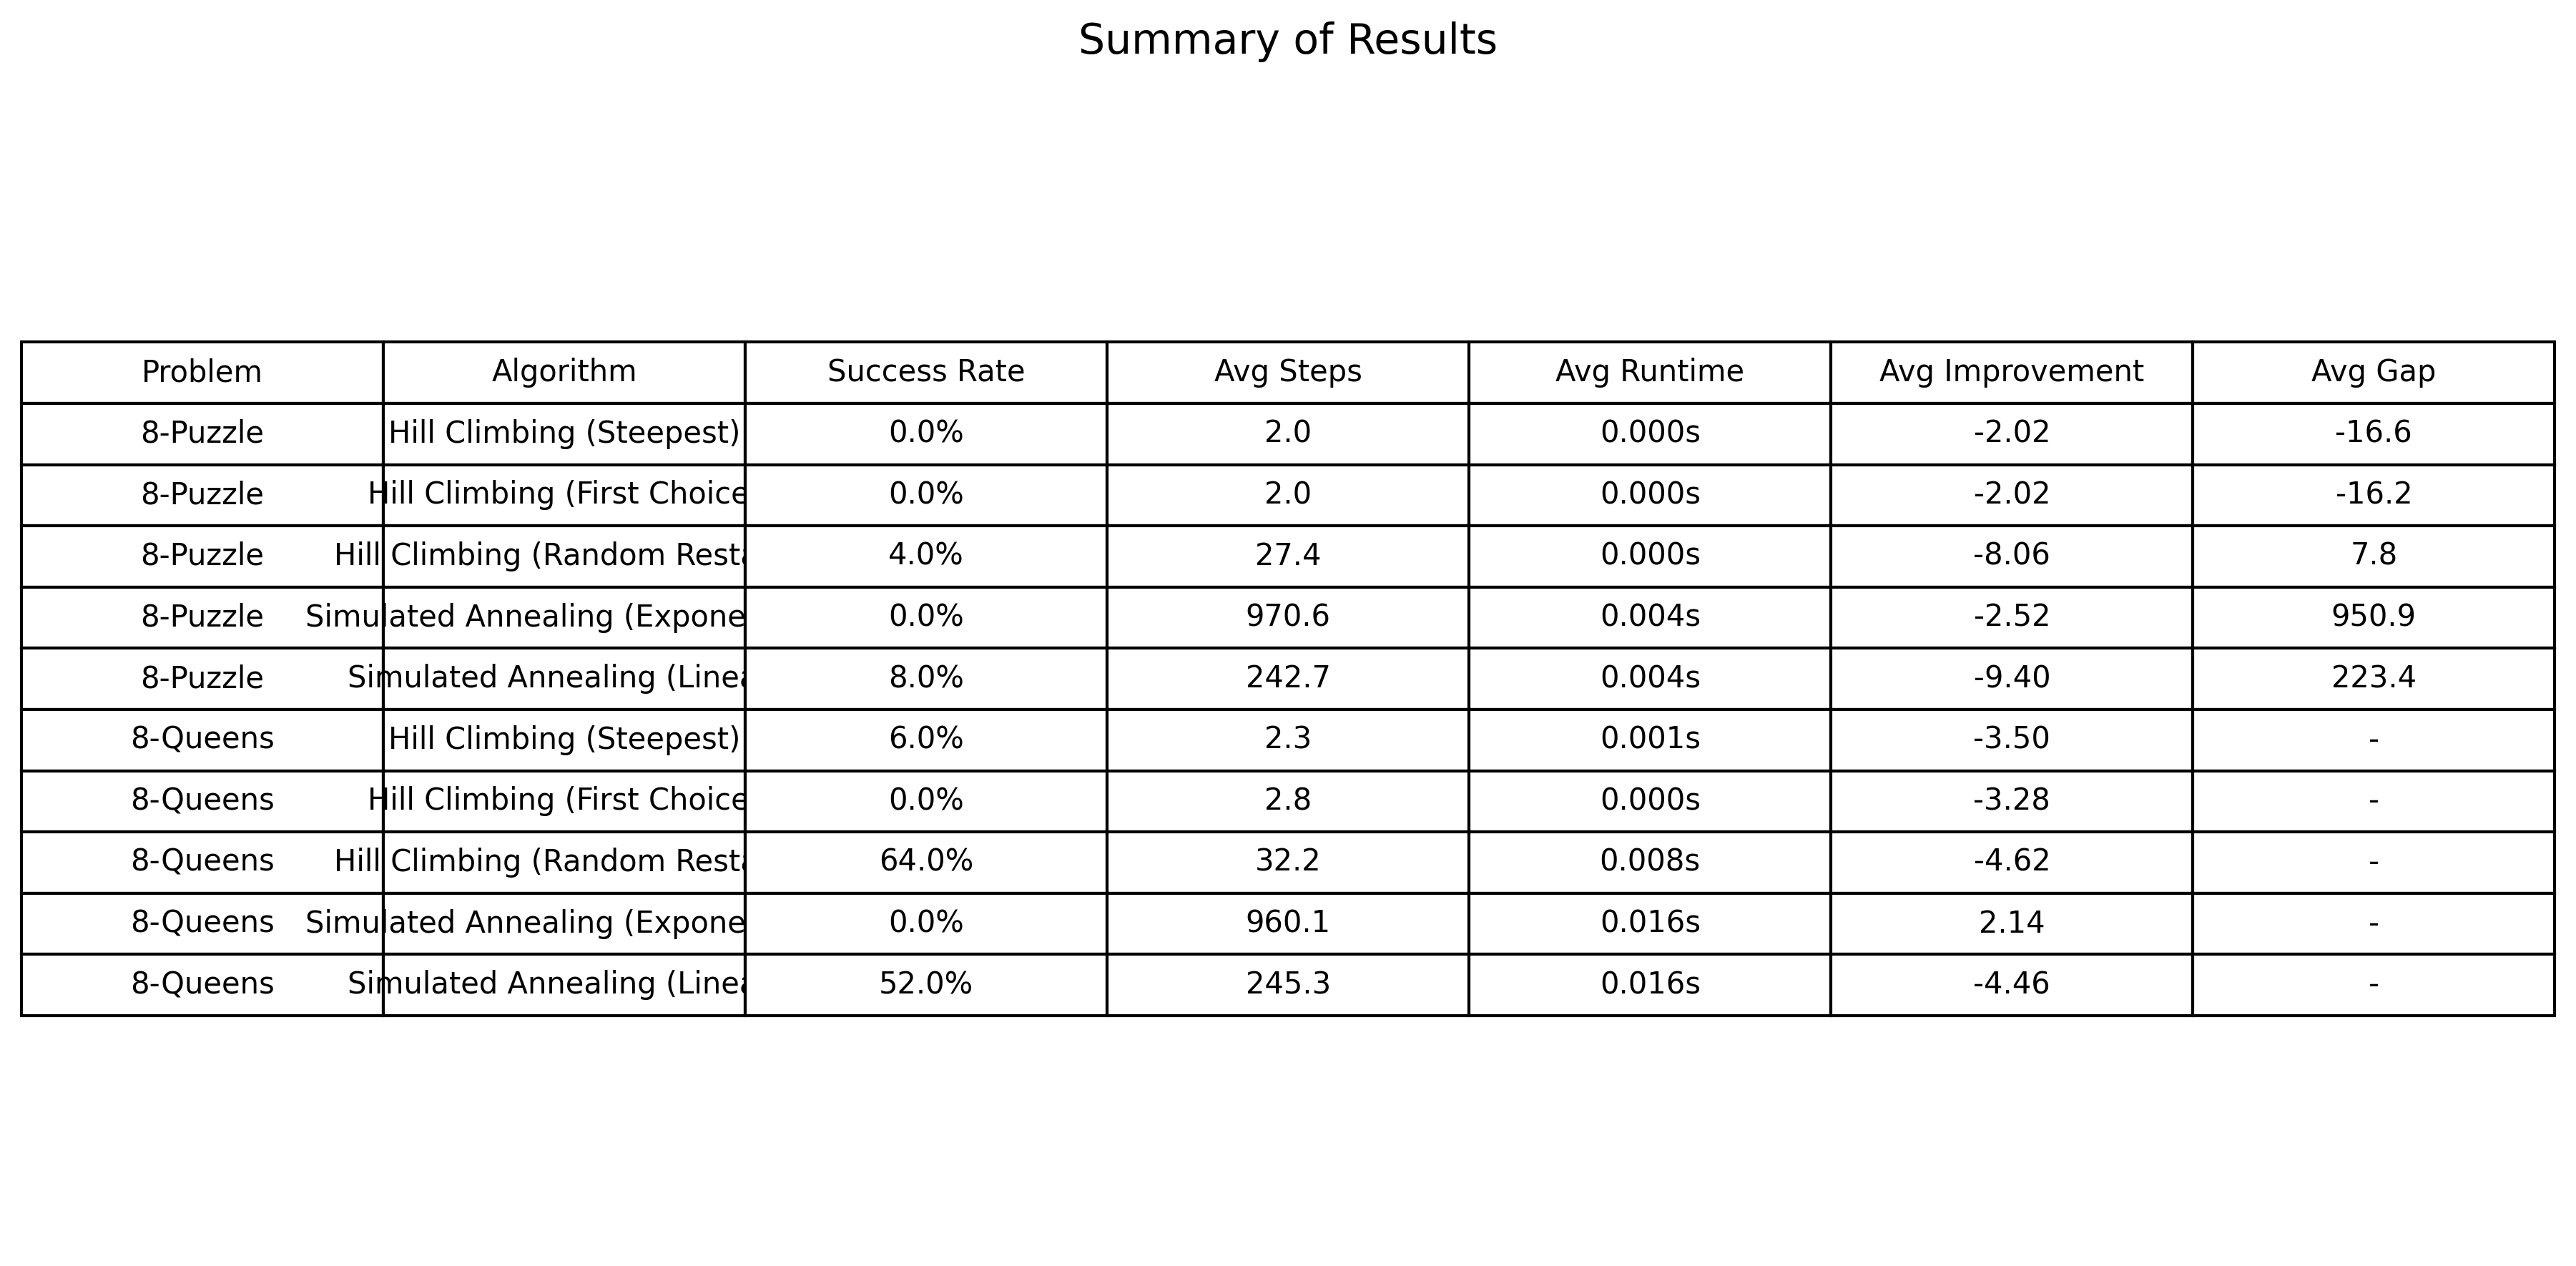 Summary of Results
Problem Algorithm Success Rate Avg Steps Avg Runtime Avg Improvement Avg Gap
8-Puzzle Hill Climbing (Steepest) 0.0% 2.0 0.000s -2.02 -16.6
8-Puzzle Hill Climbing (First Choice 0.0% 2.0 0.000s -2.02 -16.2
8-Puzzle Hill Climbing (Random Resta 4.0% 27.4 0.000s -8.06 7.8
8-Puzzle Simulated Annealing (Expone 0.0% 970.6 0.004s -2.52 950.9
8-Puzzle Simulated Annealing (Linea 8.0% 242.7 0.004s -9.40 223.4
8-Queens Hill Climbing (Steepest) 6.0% 2.3 0.001s -3.50 -
8-Queens Hill Climbing (First Choice 0.0% 2.8 0.000s -3.28 -
8-Queens Hill Climbing (Random Resta 64.0% 32.2 0.008s -4.62 -
8-Queens Simulated Annealing (Expone 0.0% 960.1 0.016s 2.14 -
8-Queens Simulated Annealing (Linea 52.0% 245.3 0.016s -4.46 -